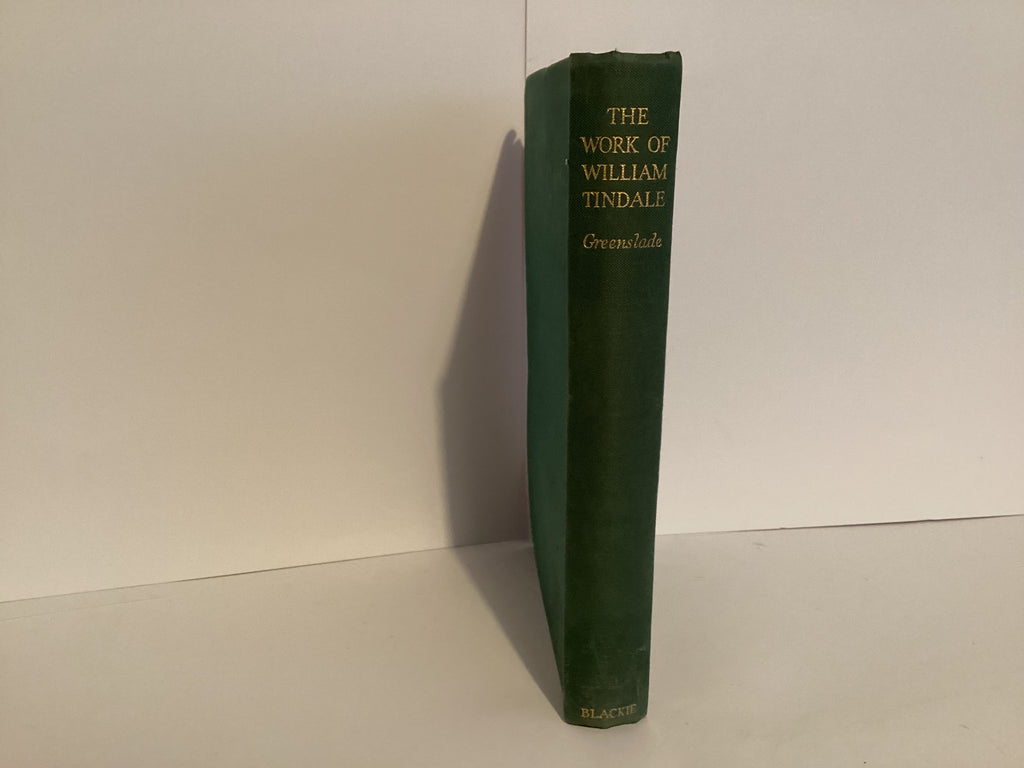 THE
WORK OF
WILLIAM
TINDALE
Greenslade
BLACKIE